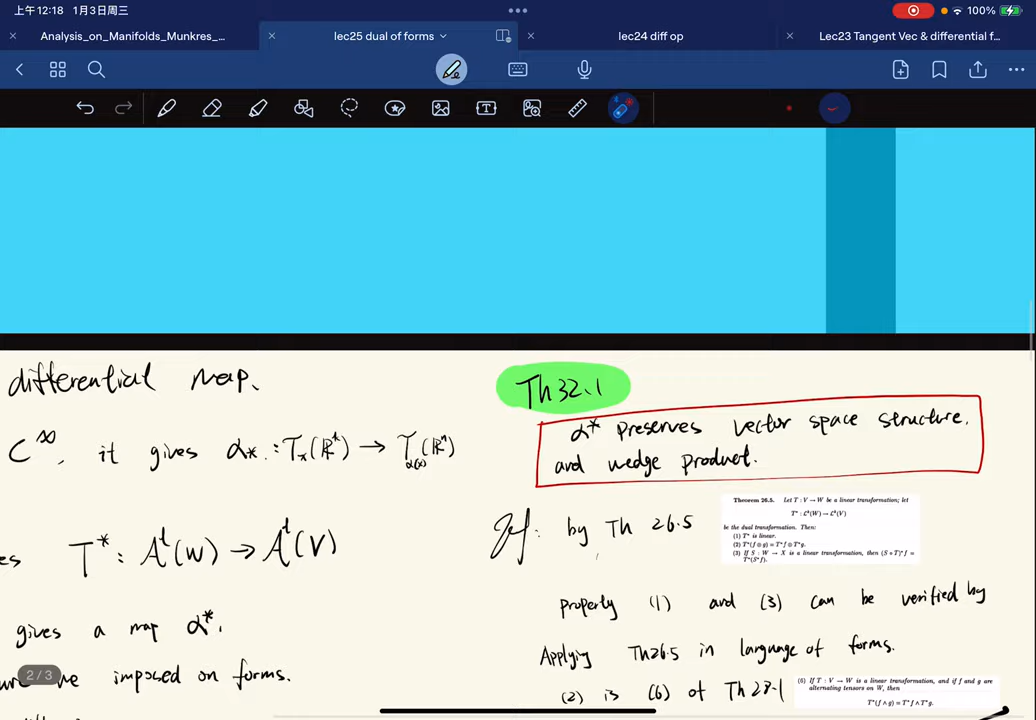 上午12:18 1月3日周三
100%
Analysis_on_Manifolds_Munkres_...
lec25 dual of forms
lec24 diff op
Lec23 Tangent Vec & differential f...
differential map.
C^∞, it gives α_* : T_x(R^k) → T_α(x)(R^n)
T^* : A^t(W) → A^t(V)
gives a map α^*.
imposed on forms.
2/3
Th 32.1
α^* preserves vector space structure.
and wedge product.
by Th 26.5
Theorem 26.5. Let T : V → W be a linear transformation; let
T* : L^k(W) → L^k(V)
be the dual transformation. Then:
(1) T* is linear.
(2) T*(f ⊗ g) = T*f ⊗ T*g.
(3) If S : W → X is a linear transformation, then (S ∘ T)*f =
T*(S*f).
Property (1) and (3) can be verified by
Applying Th26.5 in language of forms.
(2) is (6) of Th 28.1
(6) If T : V → W is a linear transformation, and if f and g are
alternating tensors on W, then
T*(f ∧ g) = T*f ∧ T*g.